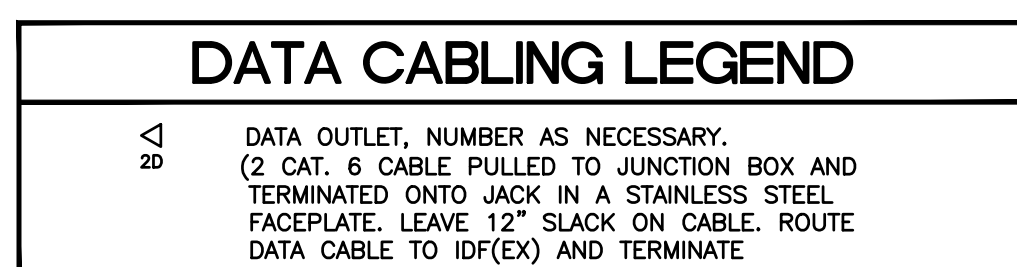 DATA CABLING LEGEND
DATA OUTLET, NUMBER AS NECESSARY.
2D (2 CAT. 6 CABLE PULLED TO JUNCTION BOX AND
TERMINATED ONTO JACK IN A STAINLESS STEEL
FACEPLATE. LEAVE 12" SLACK ON CABLE. ROUTE
DATA CABLE TO IDF(EX) AND TERMINATE